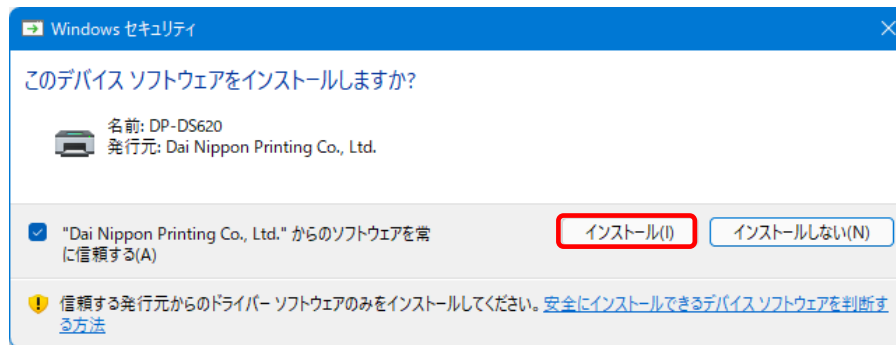 Windows セキュリティ
このデバイス ソフトウェアをインストールしますか?
名前: DP-DS620
発行元: Dai Nippon Printing Co., Ltd.
"Dai Nippon Printing Co., Ltd." からのソフトウェアを常
に信頼する(A)
インストール(I)
インストールしない(N)
信頼する発行元からのドライバー ソフトウェアのみをインストールしてください。安全にインストールできるデバイス ソフトウェアを判断す
る方法